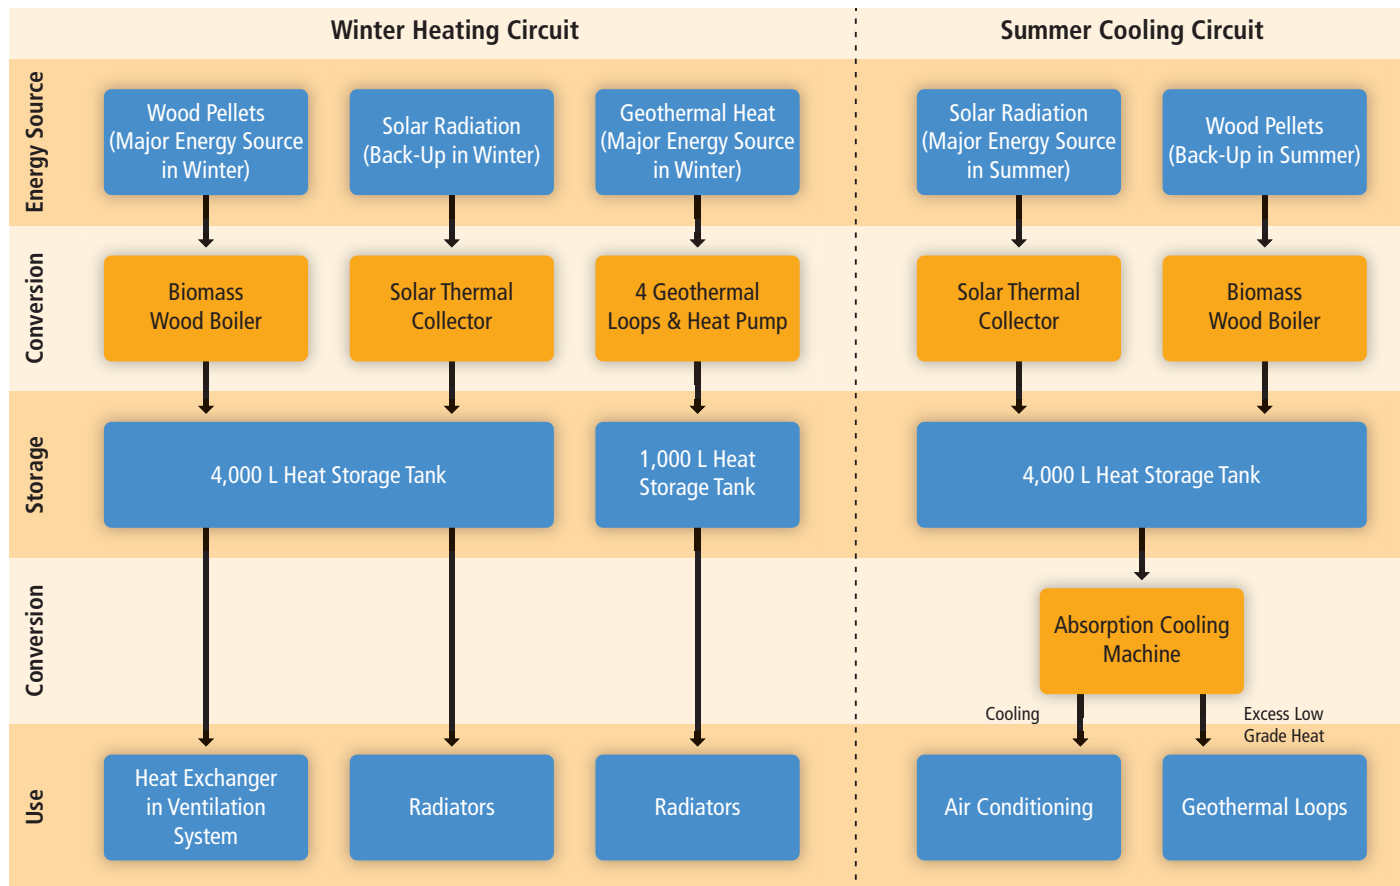 Winter Heating Circuit
Summer Cooling Circuit
Energy Source
Wood Pellets
(Major Energy Source
in Winter)
Solar Radiation
(Back-Up in Winter)
Geothermal Heat
(Major Energy Source
in Winter)
Solar Radiation
(Major Energy Source
in Summer)
Wood Pellets
(Back-Up in Summer)
Conversion
Biomass
Wood Boiler
Solar Thermal
Collector
4 Geothermal
Loops & Heat Pump
Solar Thermal
Collector
Biomass
Wood Boiler
Storage
4,000 L Heat Storage Tank
1,000 L Heat
Storage Tank
4,000 L Heat Storage Tank
Conversion
Absorption Cooling
Machine
Cooling
Excess Low
Grade Heat
Use
Heat Exchanger
in Ventilation
System
Radiators
Radiators
Air Conditioning
Geothermal Loops